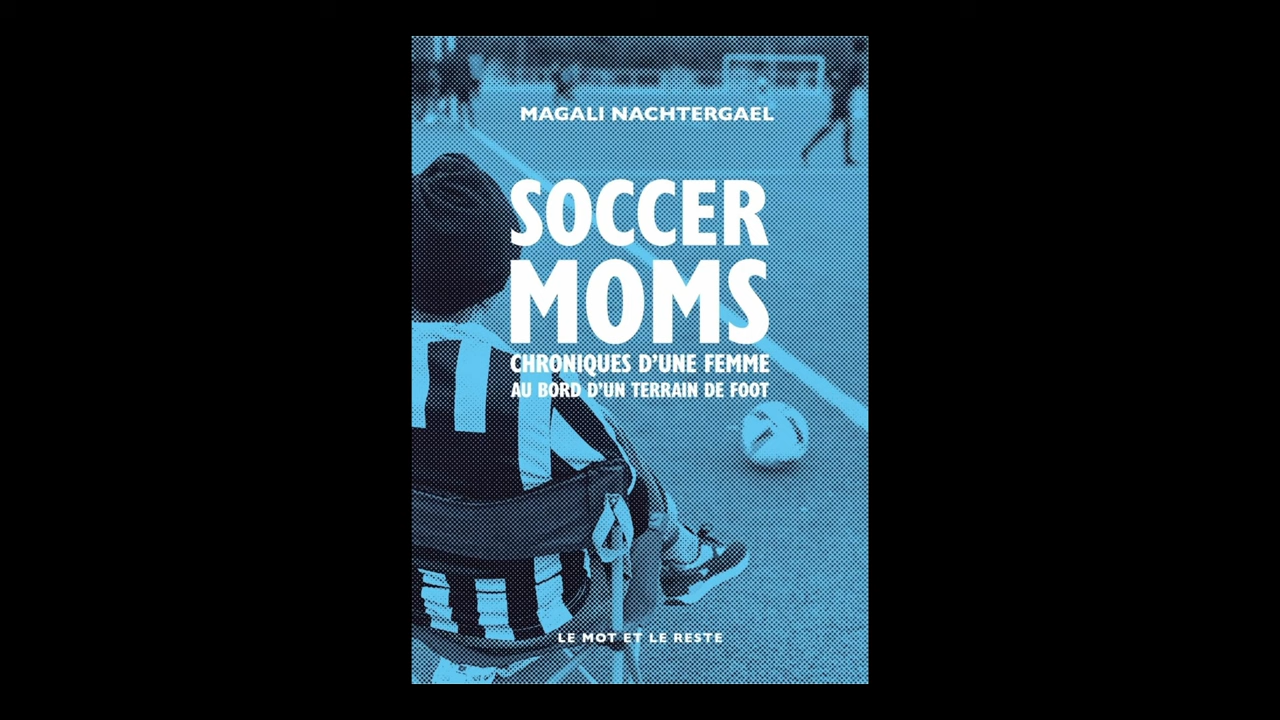 MAGALI NACHTERGAEL
SOCCER
MOMS
CHRONIQUES D'UNE FEMME
AU BORD D'UN TERRAIN DE FOOT
LE MOT ET LE RESTE